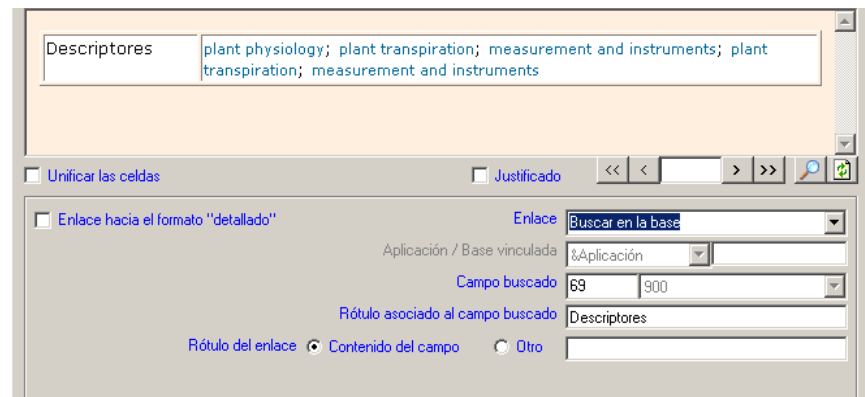 Descriptores plant physiology; plant transpiration; measurement and instruments; plant
transpiration; measurement and instruments
Unificar las celdas Justificado << < > >>
Enlace hacia el formato "detallado" Enlace Buscar en la base
Aplicación / Base vinculada &Aplicación
Campo buscado 69 900
Rótulo asociado al campo buscado Descriptores
Rótulo del enlace Contenido del campo Otro